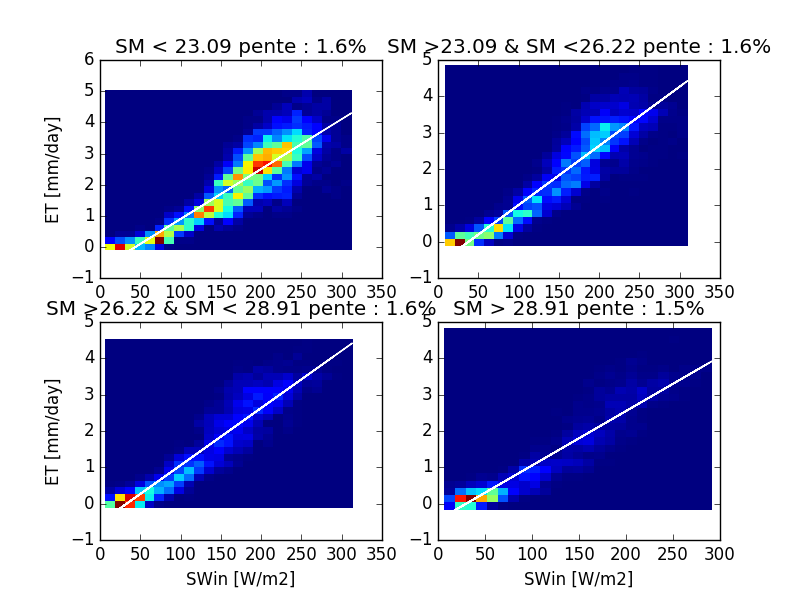 SM < 23.09 pente : 1.6%
SM >23.09 & SM <26.22 pente : 1.6%
ET [mm/day]
6
5
4
3
2
1
0
−1
0 50 100 150 200 250 300 350
5
4
3
2
1
0
−1
0 50 100 150 200 250 300 350
SM >26.22 & SM < 28.91 pente : 1.6%
SM > 28.91 pente : 1.5%
ET [mm/day]
5
4
3
2
1
0
−1
0 50 100 150 200 250 300 350
SWin [W/m2]
5
4
3
2
1
0
−1
0 50 100 150 200 250 300
SWin [W/m2]